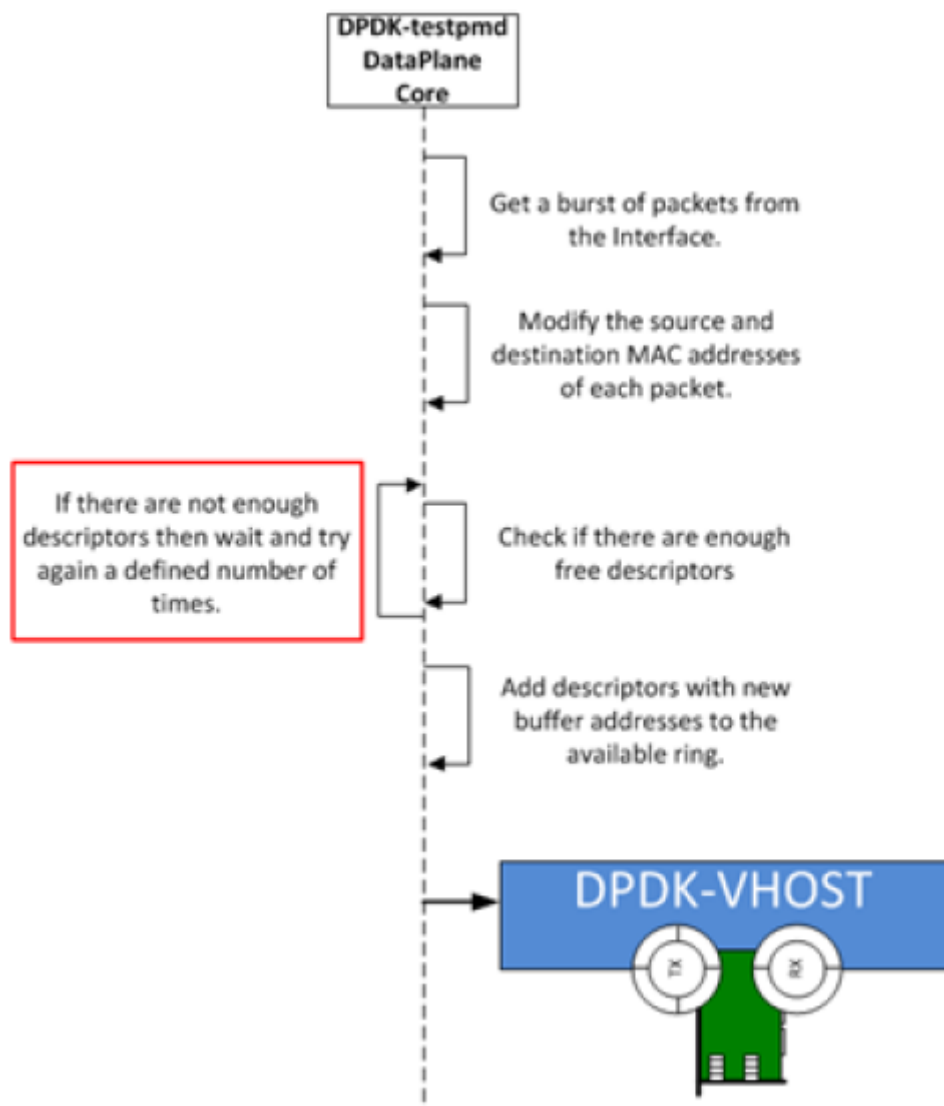 DPDK-testpmd
DataPlane
Core
Get a burst of packets from
the Interface.
Modify the source and
destination MAC addresses
of each packet.
If there are not enough
descriptors then wait and try
again a defined number of
times.
Check if there are enough
free descriptors
Add descriptors with new
buffer addresses to the
available ring.
DPDK-VHOST
TX
RX